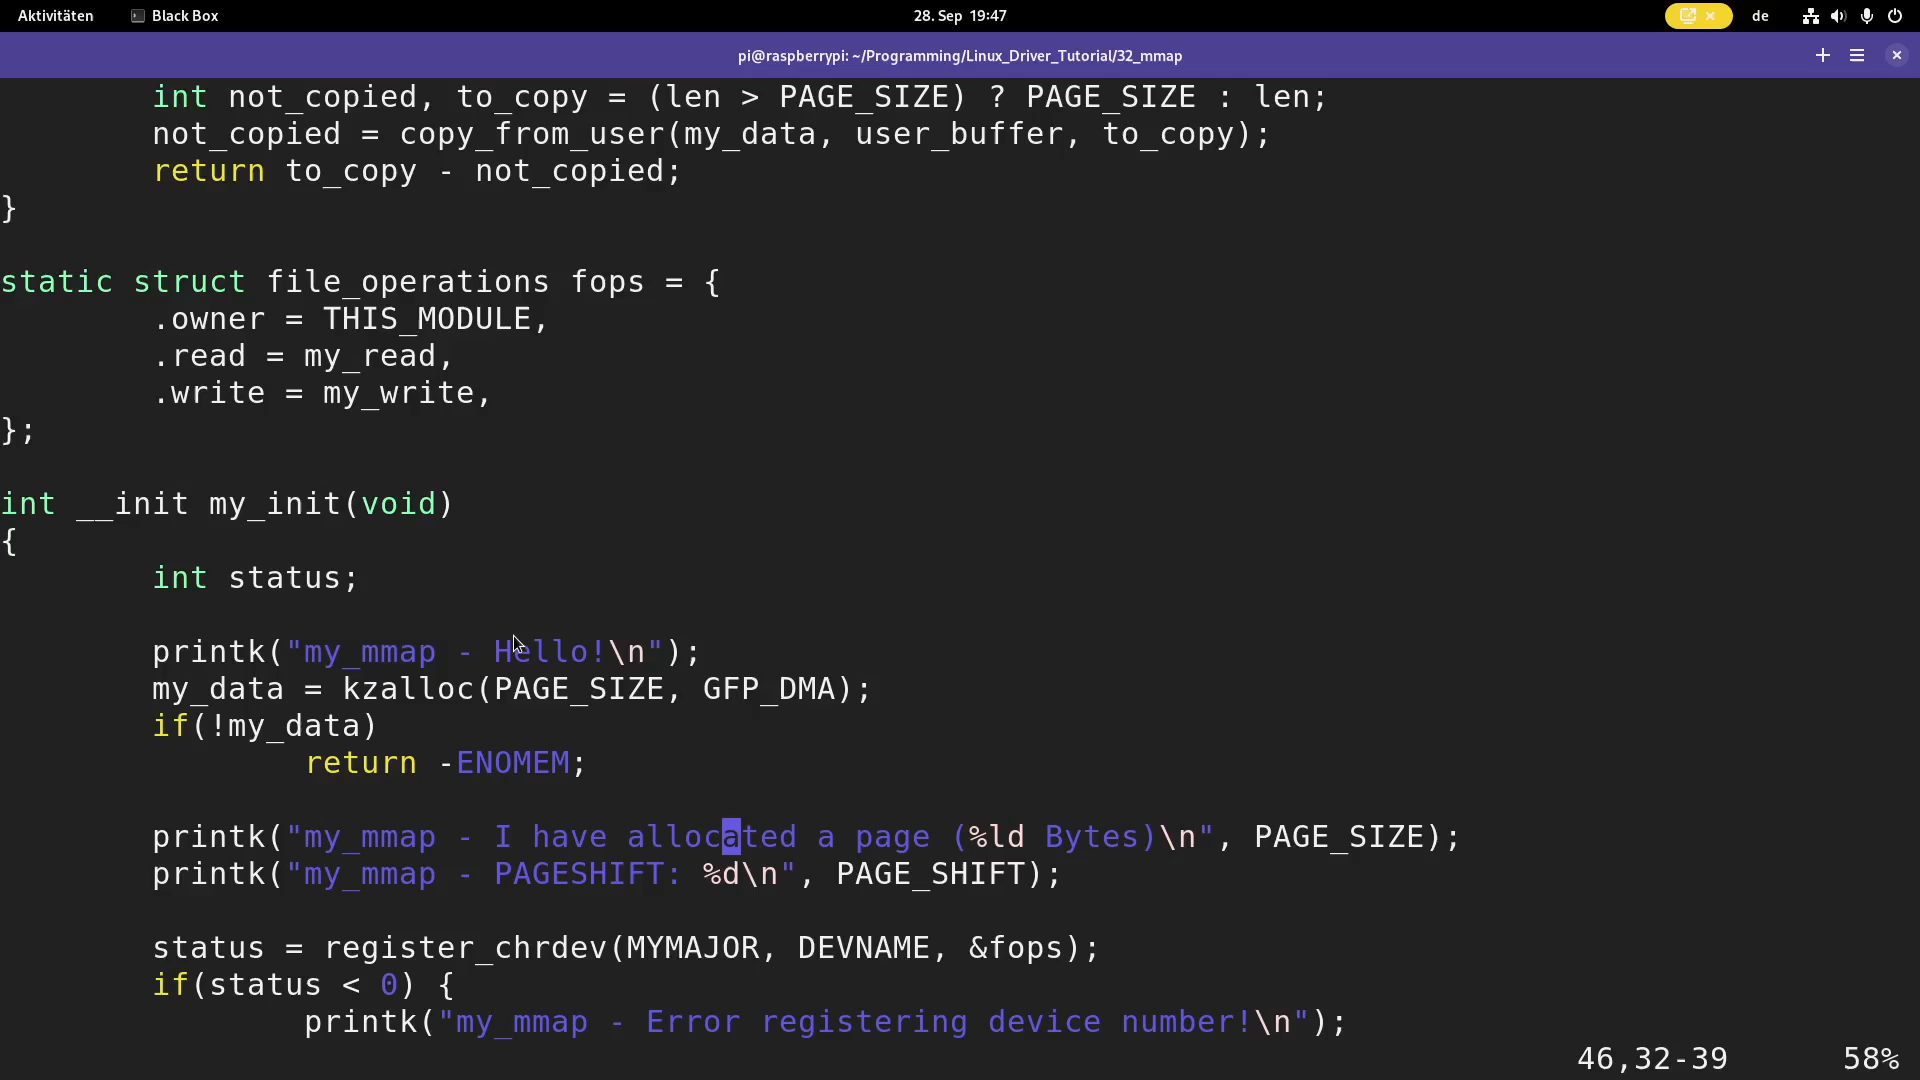 Aktivitäten
Black Box
28. Sep 19:47
de
pi@raspberrypi: ~/Programming/Linux_Driver_Tutorial/32_mmap
int not_copied, to_copy = (len > PAGE_SIZE) ? PAGE_SIZE : len;
not_copied = copy_from_user(my_data, user_buffer, to_copy);
return to_copy - not_copied;
}
static struct file_operations fops = {
.owner = THIS_MODULE,
.read = my_read,
.write = my_write,
};
int __init my_init(void)
{
int status;
printk("my_mmap - Hello!\n");
my_data = kzalloc(PAGE_SIZE, GFP_DMA);
if(!my_data)
return -ENOMEM;
printk("my_mmap - I have allocated a page (%ld Bytes)\n", PAGE_SIZE);
printk("my_mmap - PAGESHIFT: %d\n", PAGE_SHIFT);
status = register_chrdev(MYMAJOR, DEVNAME, &fops);
if(status < 0) {
printk("my_mmap - Error registering device number!\n");
46,32-39 58%